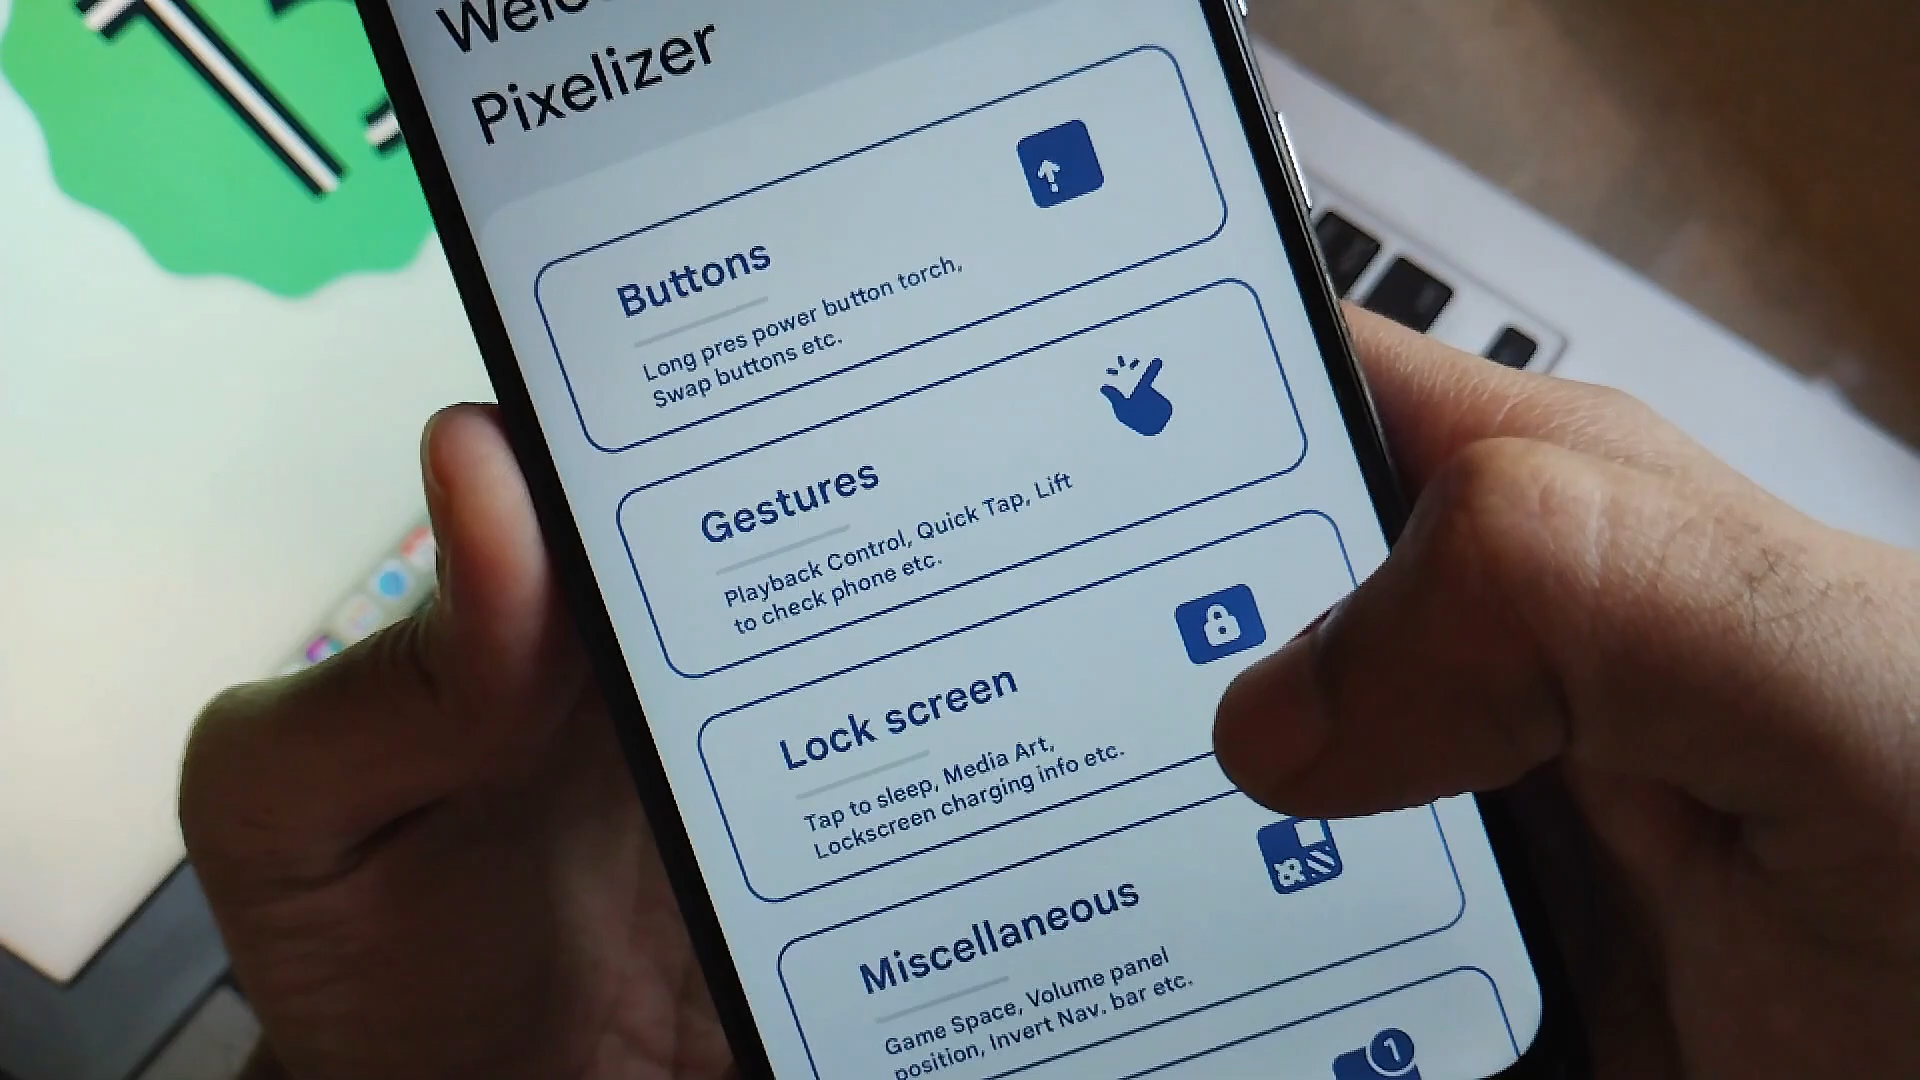 Pixelizer
Buttons
Long pres power button torch,
Swap buttons etc.
Gestures
Playback Control, Quick Tap, Lift
to check phone etc.
Lock screen
Tap to sleep, Media Art,
Lockscreen charging info etc.
Miscellaneous
Game Space, Volume panel
position, Invert Nav. bar etc.
1